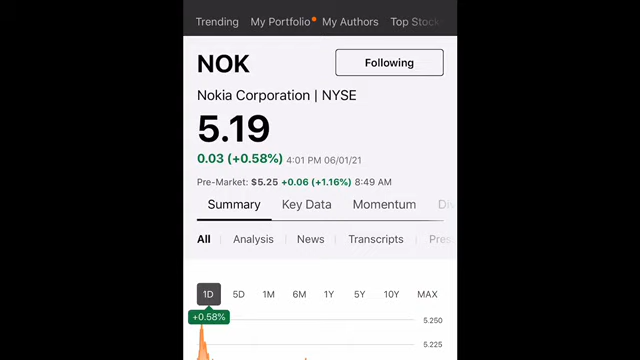 Trending My Portfolio My Authors Top Stock
NOK Following
Nokia Corporation | NYSE
5.19
0.03 (+0.58%) 4:01 PM 06/01/21
Pre-Market: $5.25 +0.06 (+1.16%) 8:49 AM
Summary Key Data Momentum Di
All Analysis News Transcripts Pres
1D 5D 1M 6M 1Y 5Y 10Y MAX
+0.58%
5.250
5.225